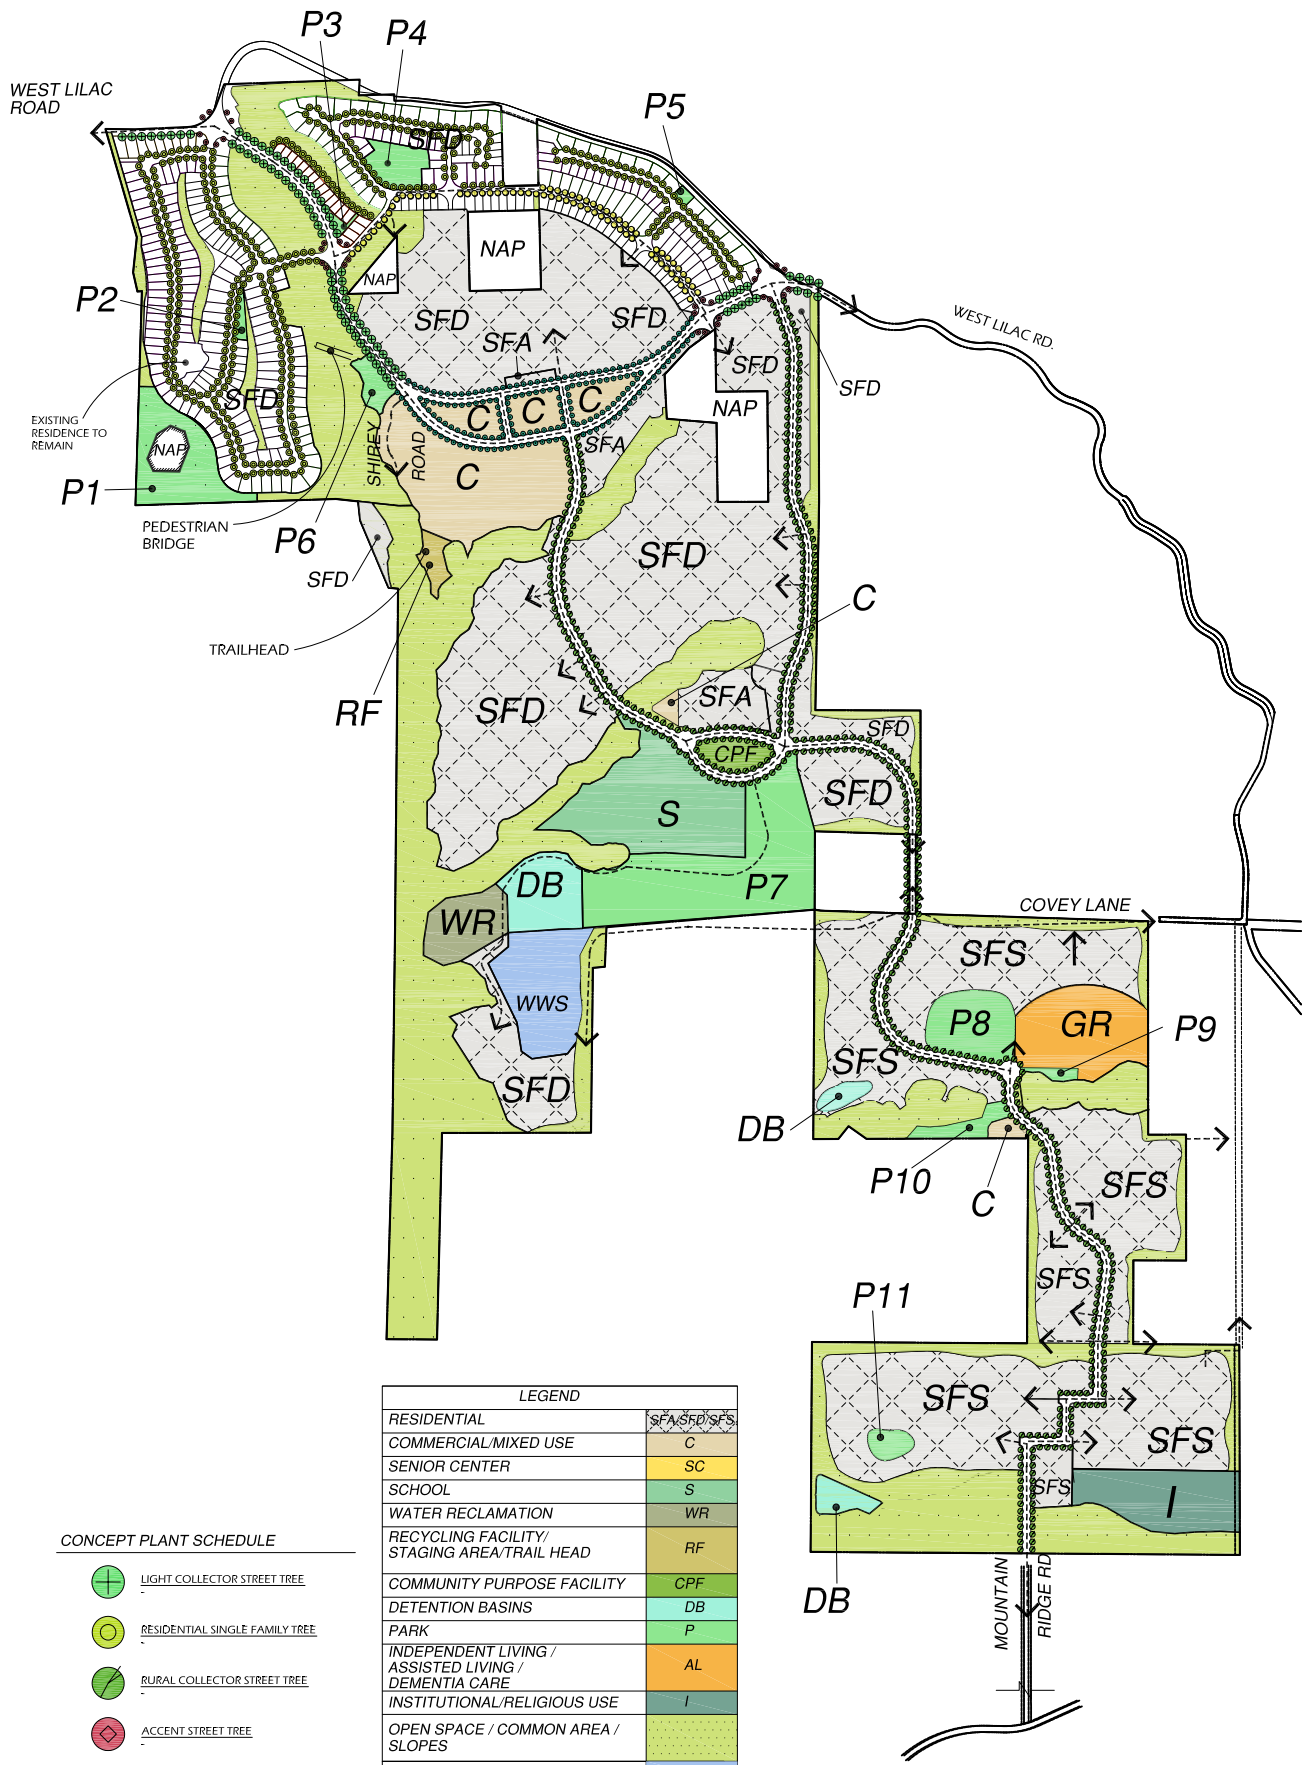 P3
P4
WEST LILAC
ROAD
P5
SFD
NAP
NAP
P2
SFD
SFD
SFA
WEST LILAC RD.
SFD
SFD
EXISTING
RESIDENCE TO
REMAIN
SFD
C
C
C
NAP
NAP
SFA
SHIREY
ROAD
C
P1
PEDESTRIAN
BRIDGE
P6
SFD
SFD
C
TRAILHEAD
RF
SFD
SFA
SFD
CPF
SFD
S
DB
P7
WR
COVEY LANE
SFS
WWS
P8
GR
P9
SFS
SFD
DB
P10
C
SFS
SFS
P11
SFS
SFS
SFS
I
DB
MOUNTAIN
RIDGE RD
LEGEND
RESIDENTIAL SFA/SFD/SFS
COMMERCIAL/MIXED USE C
SENIOR CENTER SC
SCHOOL S
WATER RECLAMATION WR
RECYCLING FACILITY/
STAGING AREA/TRAIL HEAD RF
COMMUNITY PURPOSE FACILITY CPF
DETENTION BASINS DB
PARK P
INDEPENDENT LIVING /
ASSISTED LIVING / AL
DEMENTIA CARE
INSTITUTIONAL/RELIGIOUS USE I
OPEN SPACE / COMMON AREA /
SLOPES
CONCEPT PLANT SCHEDULE
LIGHT COLLECTOR STREET TREE
-
RESIDENTIAL SINGLE FAMILY TREE
-
RURAL COLLECTOR STREET TREE
-
ACCENT STREET TREE
-